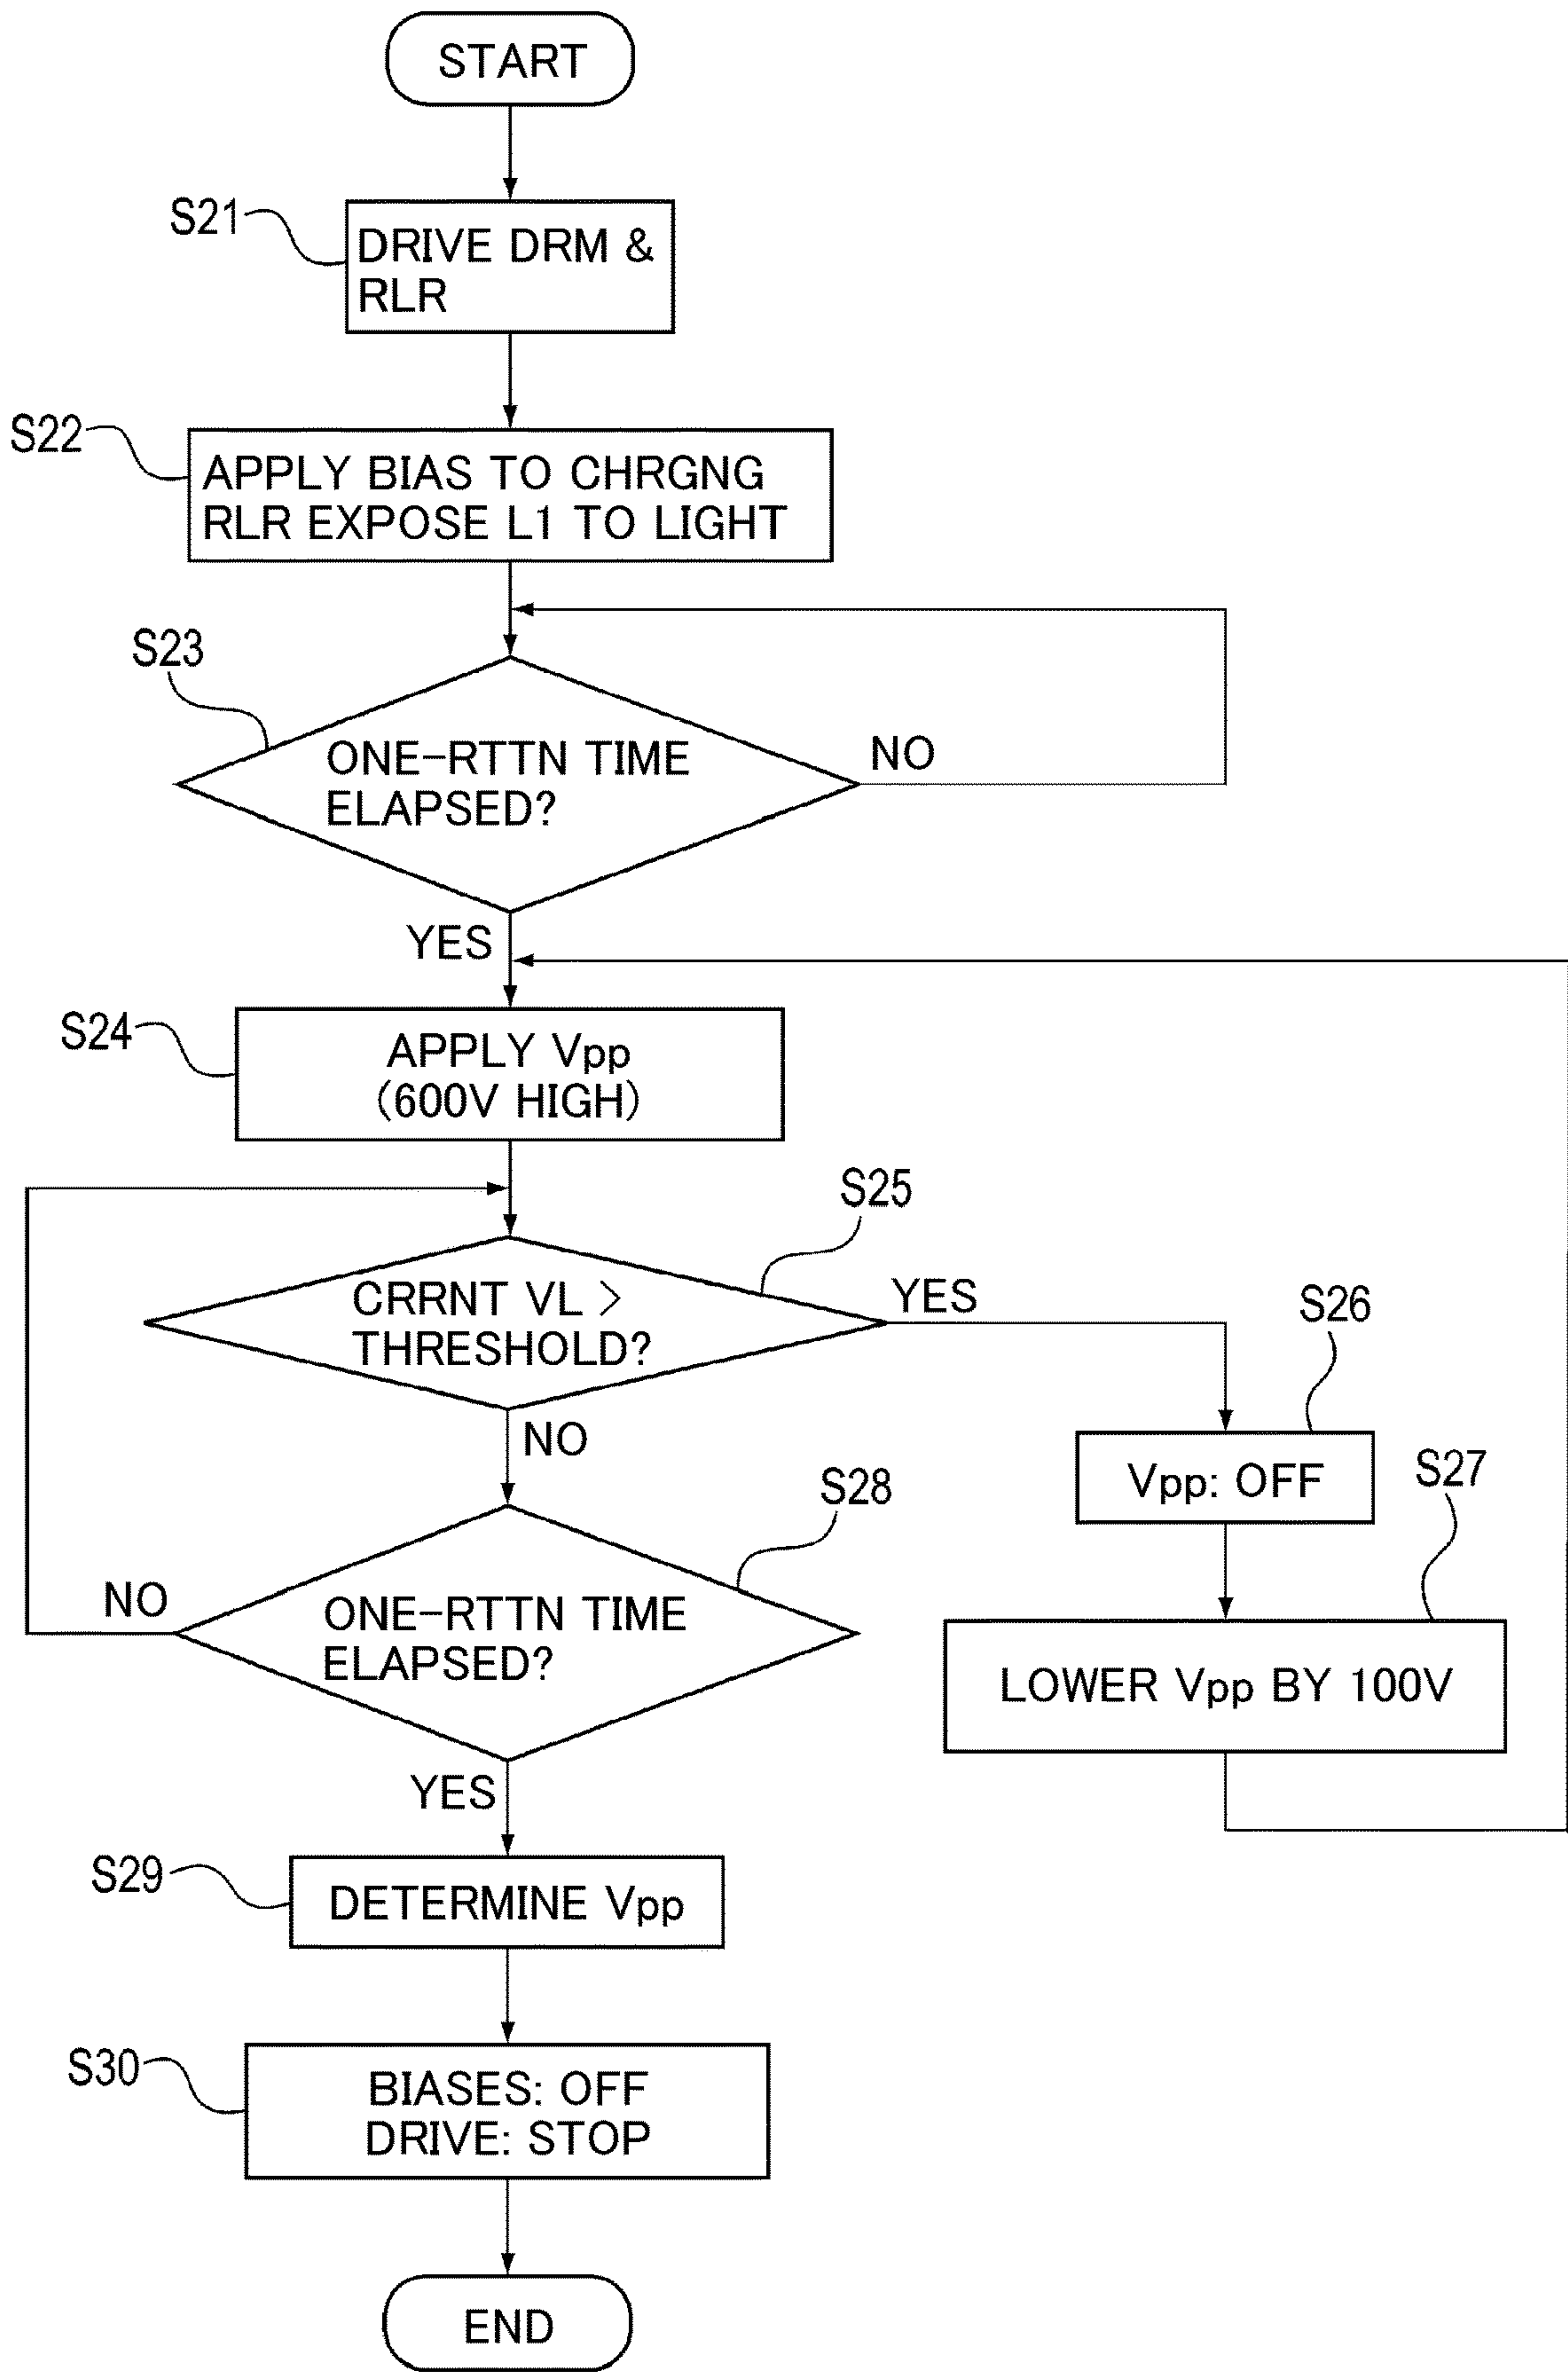 START
S21
DRIVE DRM &
RLR
S22
APPLY BIAS TO CHRGNG
RLR EXPOSE L1 TO LIGHT
S23
ONE-RTTN TIME
ELAPSED?
NO
YES
S24
APPLY Vpp
(600V HIGH)
S25
CRRNT VL >
THRESHOLD?
YES
S26
NO
Vpp: OFF
S27
S28
NO
ONE-RTTN TIME
ELAPSED?
LOWER Vpp BY 100V
YES
S29
DETERMINE Vpp
S30
BIASES: OFF
DRIVE: STOP
END